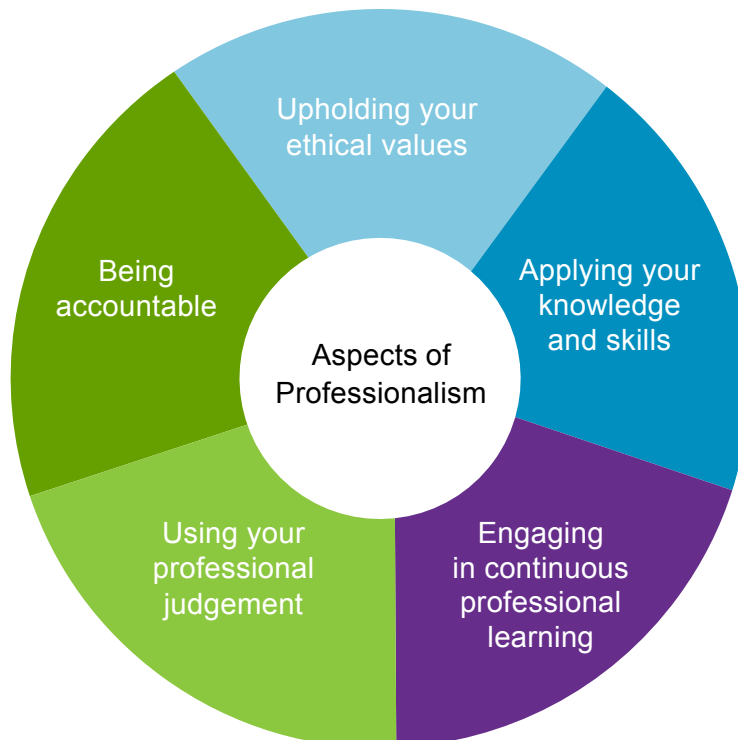 Upholding your
ethical values
Applying your
knowledge
and skills
Engaging
in continuous
professional
learning
Using your
professional
judgement
Being
accountable
Aspects of
Professionalism